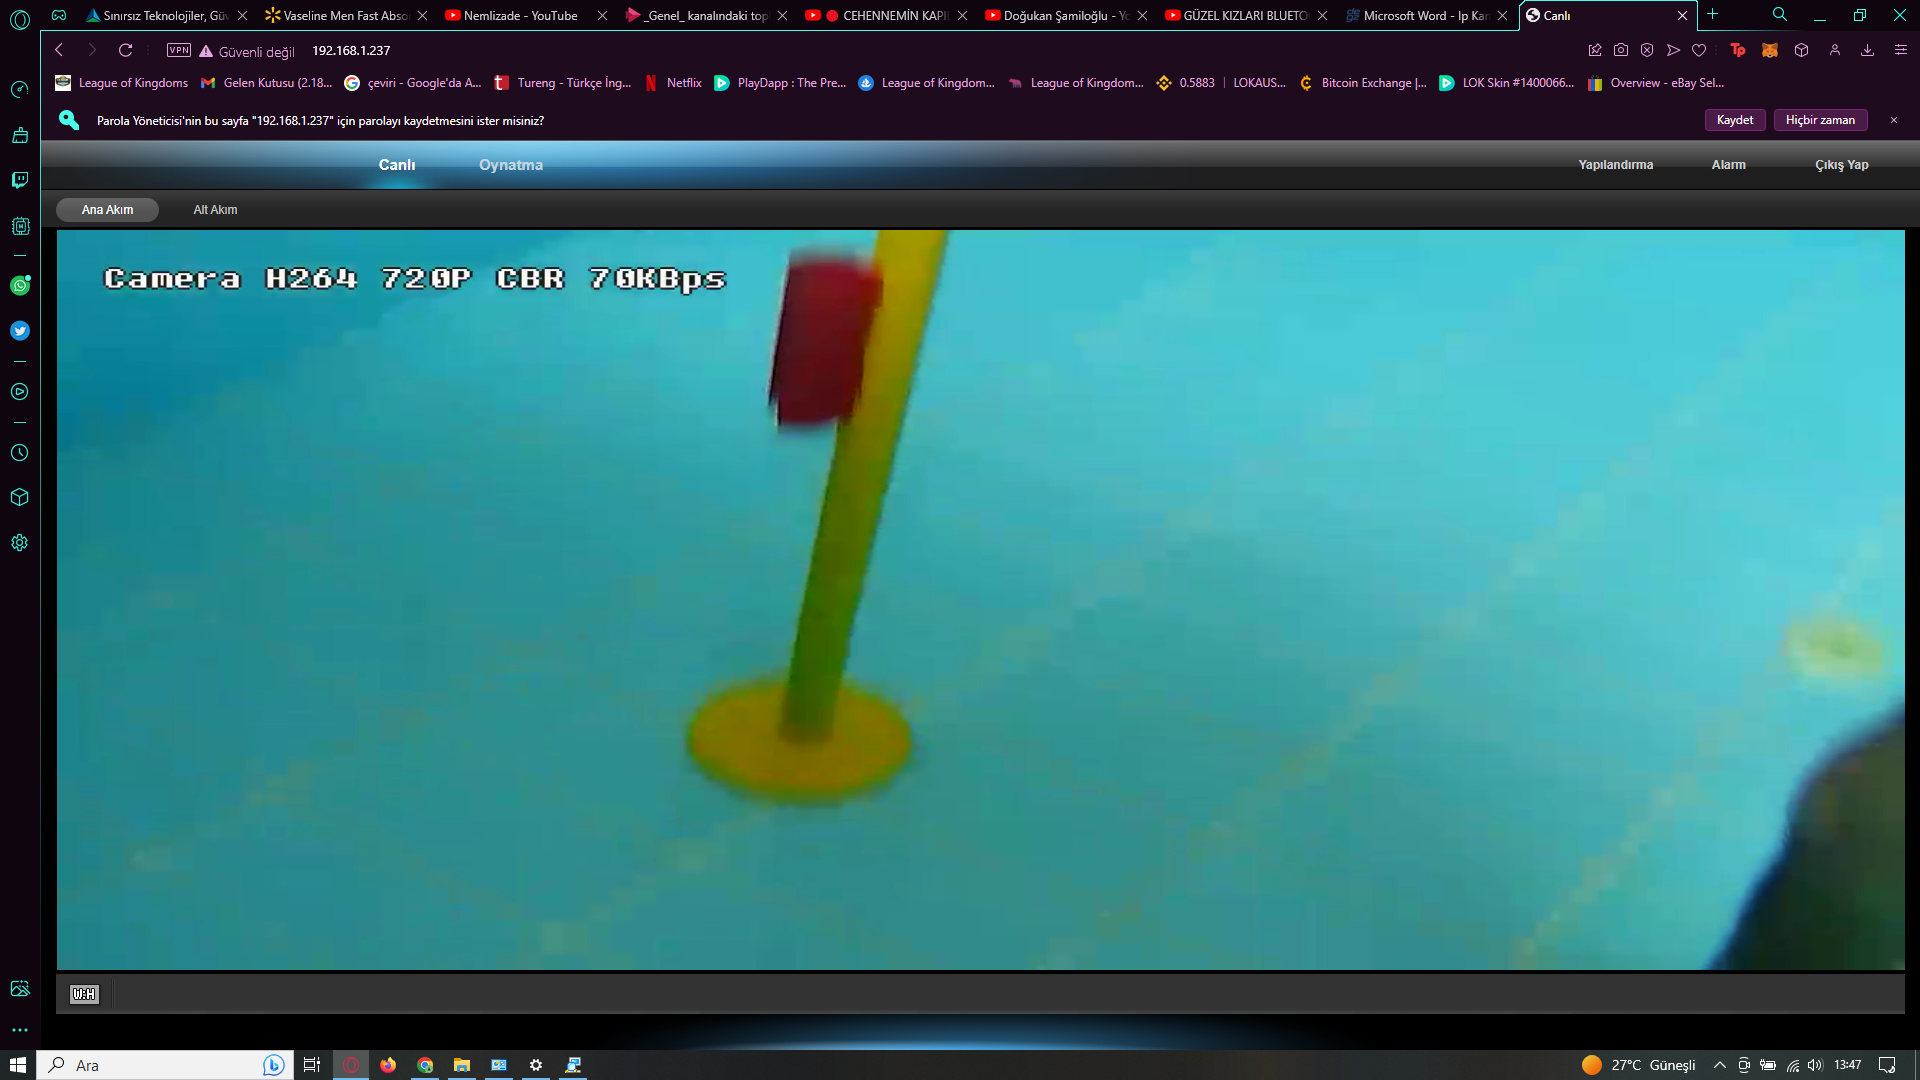 Sınırsız Teknolojiler, Güv
Vaseline Men Fast Abso
Nemlizade - YouTube
_Genel_ kanalındaki top
CEHENNEMİN KAPI
Doğukan Şamiloğlu - Yo
GÜZEL KIZLARI BLUETO
Microsoft Word - Ip Kam
Canlı
VPN
Güvenli değil
192.168.1.237
Tp
League of Kingdoms
Gelen Kutusu (2.18...
çeviri - Google'da A...
Tureng - Türkçe İng...
Netflix
PlayDapp : The Pre...
League of Kingdom...
League of Kingdom...
0.5883 | LOKAUS...
Bitcoin Exchange |...
LOK Skin #1400066...
Overview - eBay Sel...
Parola Yöneticisi'nin bu sayfa "192.168.1.237" için parolayı kaydetmesini ister misiniz?
Kaydet
Hiçbir zaman
Canlı
Oynatma
Yapılandırma
Alarm
Çıkış Yap
Ana Akım
Alt Akım
Camera H264 720P CBR 70KBps
W:H
Ara
27°C Güneşli
13:47